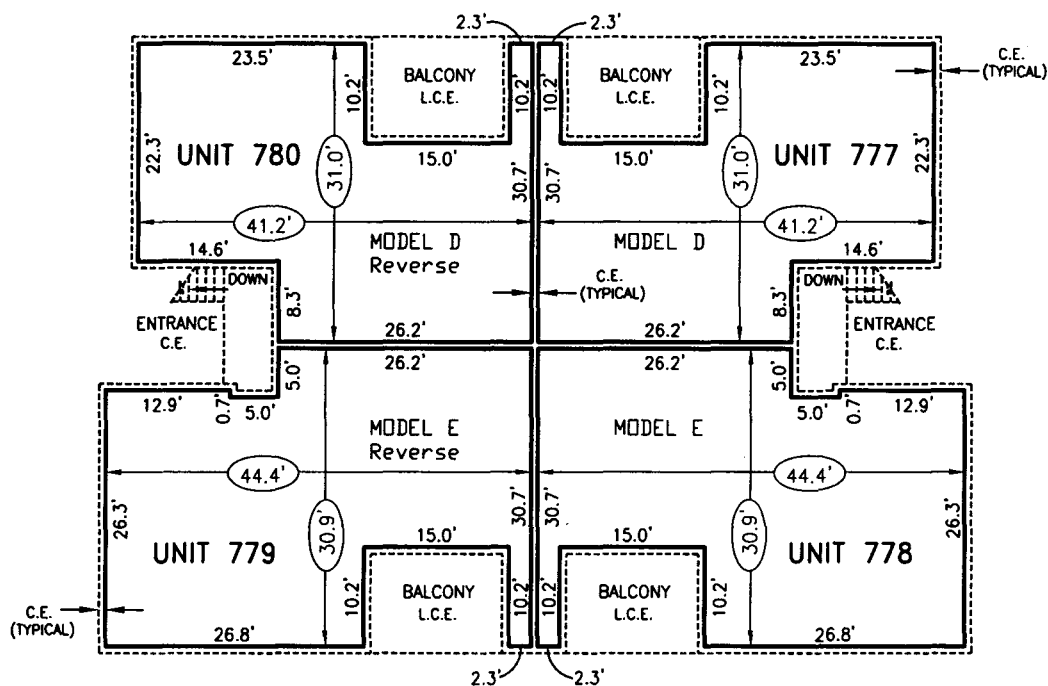 2.3' 2.3'
23.5' 23.5'
C.E.
(TYPICAL)
BALCONY
L.C.E.
BALCONY
L.C.E.
10.2' 10.2' 10.2' 10.2'
22.3' UNIT 780 31.0' 15.0' 30.7' 30.7' 15.0' 31.0' UNIT 777 22.3'
41.2' 41.2'
MODEL D
Reverse
MODEL D
14.6' 14.6'
DOWN DOWN
C.E.
(TYPICAL)
ENTRANCE
C.E.
ENTRANCE
C.E.
8.3' 8.3'
26.2' 26.2'
26.2' 26.2'
5.0' 5.0'
12.9' 0.7' 5.0' 5.0' 0.7' 12.9'
MODEL E
Reverse
MODEL E
44.4' 44.4'
26.3' 30.9' 30.7' 30.7' 30.9' 26.3'
15.0' 15.0'
UNIT 779 UNIT 778
BALCONY
L.C.E.
BALCONY
L.C.E.
10.2' 10.2' 10.2' 10.2'
C.E.
(TYPICAL)
26.8' 26.8'
2.3' 2.3'